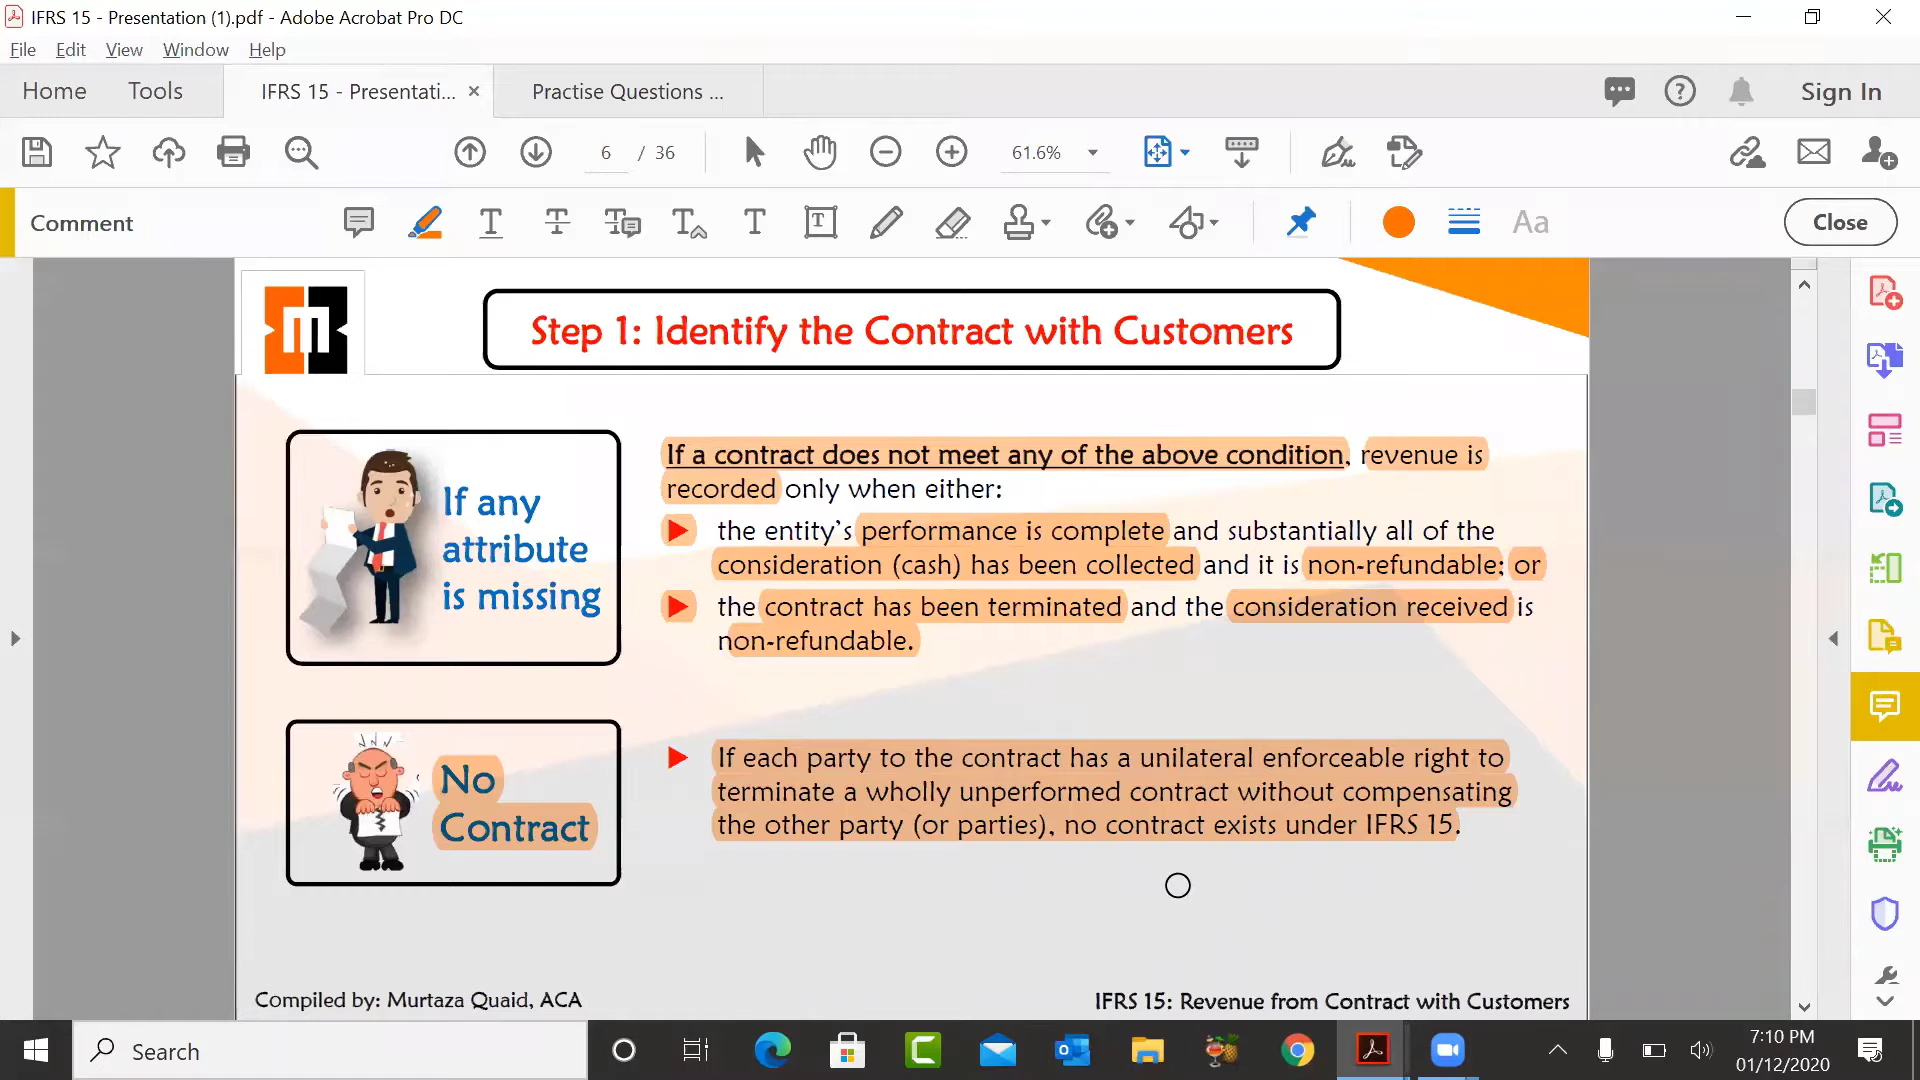 IFRS 15 - Presentation (1).pdf - Adobe Acrobat Pro DC
File Edit View Window Help
Home Tools IFRS 15 - Presentati... × Practise Questions ... Sign In
6 / 36 61.6%
Comment Aa Close
Step 1: Identify the Contract with Customers
If any
attribute
is missing
If a contract does not meet any of the above condition, revenue is
recorded only when either:
the entity's performance is complete and substantially all of the
consideration (cash) has been collected and it is non-refundable; or
the contract has been terminated and the consideration received is
non-refundable.
No
Contract
If each party to the contract has a unilateral enforceable right to
terminate a wholly unperformed contract without compensating
the other party (or parties), no contract exists under IFRS 15.
Compiled by: Murtaza Quaid, ACA
IFRS 15: Revenue from Contract with Customers
Search
7:10 PM
01/12/2020